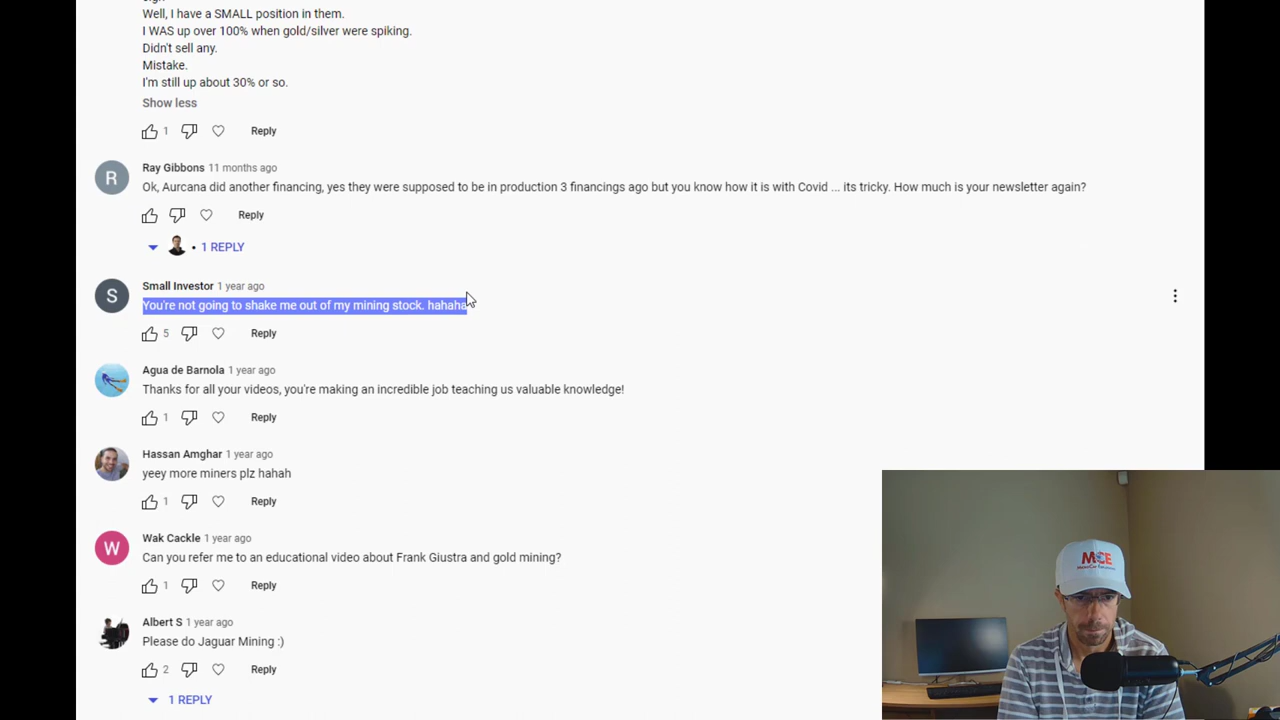 Well, I have a SMALL position in them.
I WAS up over 100% when gold/silver were spiking.
Didn't sell any.
Mistake.
I'm still up about 30% or so.
Show less
1
Reply
R
Ray Gibbons 11 months ago
Ok, Aurcana did another financing, yes they were supposed to be in production 3 financings ago but you know how it is with Covid ... its tricky. How much is your newsletter again?
Reply
• 1 REPLY
S
Small Investor 1 year ago
You're not going to shake me out of my mining stock. hahaha
5
Reply
Agua de Barnola 1 year ago
Thanks for all your videos, you're making an incredible job teaching us valuable knowledge!
1
Reply
Hassan Amghar 1 year ago
yeey more miners plz hahah
1
Reply
W
Wak Cackle 1 year ago
Can you refer me to an educational video about Frank Giustra and gold mining?
1
Reply
Albert S 1 year ago
Please do Jaguar Mining :)
2
Reply
1 REPLY
MCE